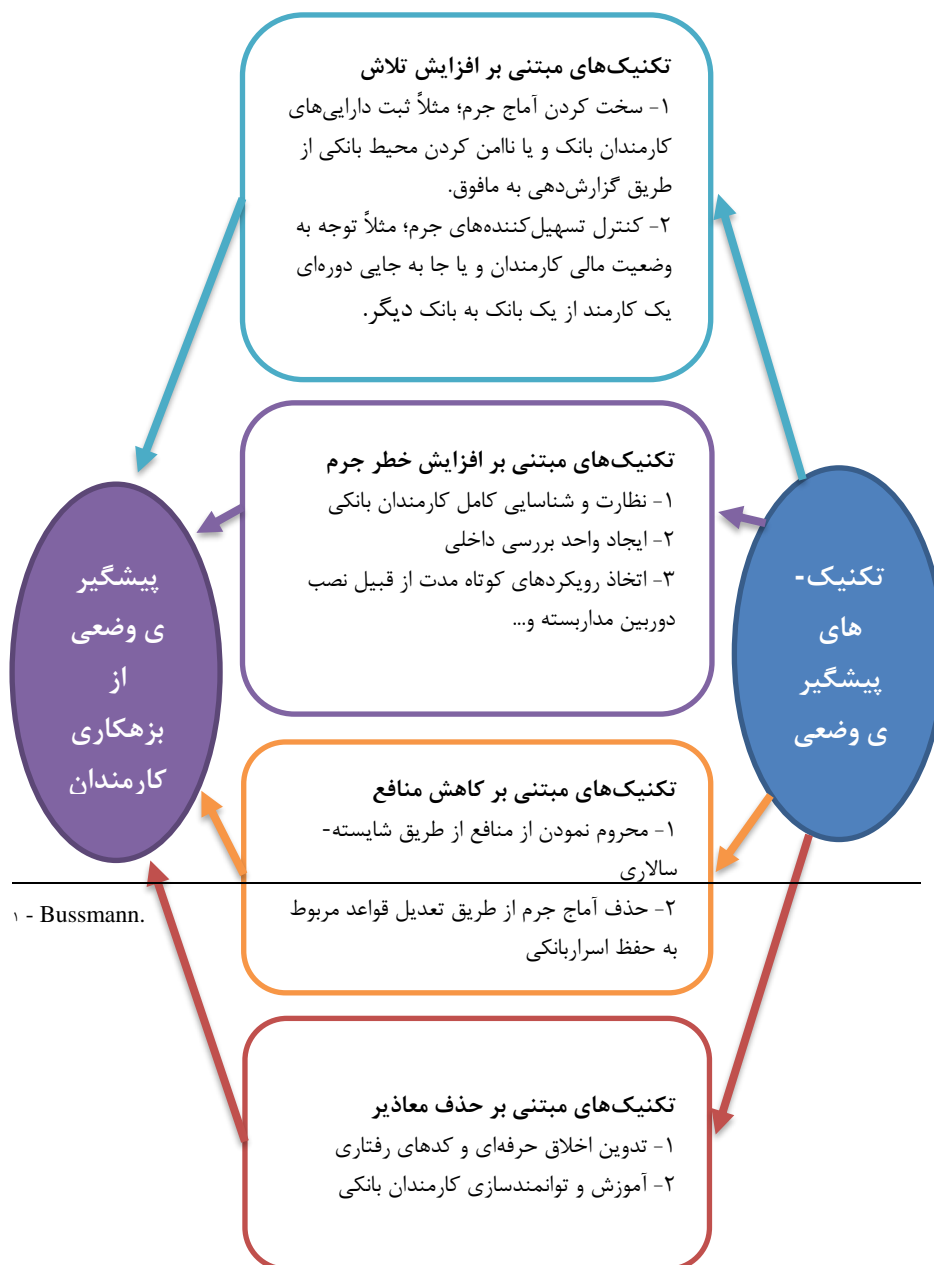 تکنیک‌های مبتنی بر افزایش تلاش
۱- سخت کردن آماج جرم؛ مثلاً ثبت دارایی‌های
کارمندان بانک و یا ناامن کردن محیط بانکی از
طریق گزارش‌دهی به مافوق.
۲- کنترل تسهیل‌کننده‌های جرم؛ مثلاً توجه به
وضعیت مالی کارمندان و یا جا به جایی دوره‌ای
یک کارمند از یک بانک به بانک دیگر.
تکنیک‌های مبتنی بر افزایش خطر جرم
۱- نظارت و شناسایی کامل کارمندان بانکی
۲- ایجاد واحد بررسی داخلی
۳- اتخاذ رویکردهای کوتاه مدت از قبیل نصب
دوربین مداربسته و...
تکنیک-
های
پیشگیر
ی وضعی
پیشگیر
ی وضعی
از
بزهکاری
کارمندان
تکنیک‌های مبتنی بر کاهش منافع
۱- محروم نمودن از منافع از طریق شایسته-
سالاری
۲- حذف آماج جرم از طریق تعدیل قواعد مربوط
به حفظ اسراربانکی
۱ - Bussmann.
تکنیک‌های مبتنی بر حذف معاذیر
۱- تدوین اخلاق حرفه‌ای و کدهای رفتاری
۲- آموزش و توانمندسازی کارمندان بانکی